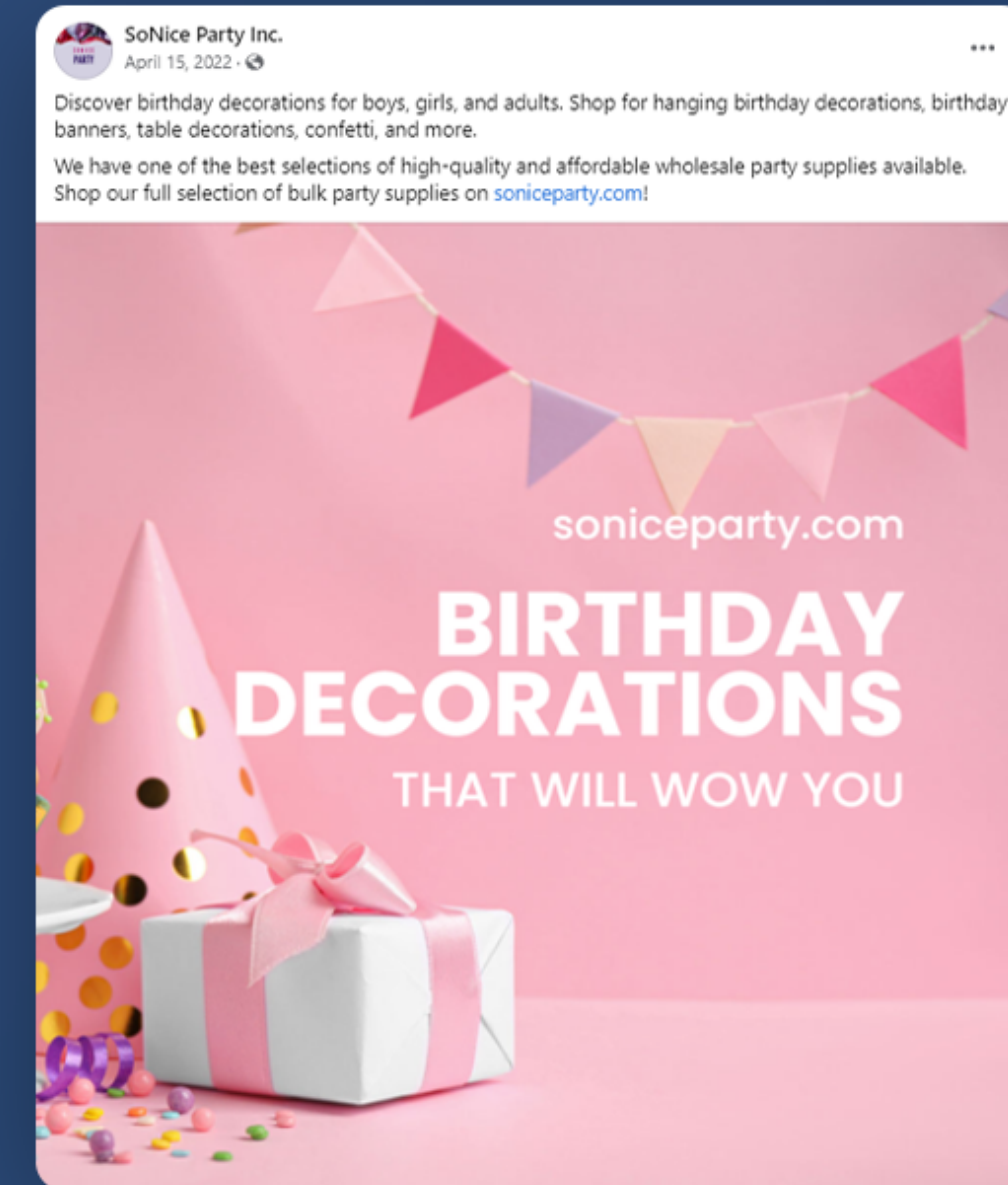 SoNice Party Inc.
April 15, 2022 ·
Discover birthday decorations for boys, girls, and adults. Shop for hanging birthday decorations, birthday
banners, table decorations, confetti, and more.
We have one of the best selections of high-quality and affordable wholesale party supplies available.
Shop our full selection of bulk party supplies on soniceparty.com!
soniceparty.com
BIRTHDAY
DECORATIONS
THAT WILL WOW YOU